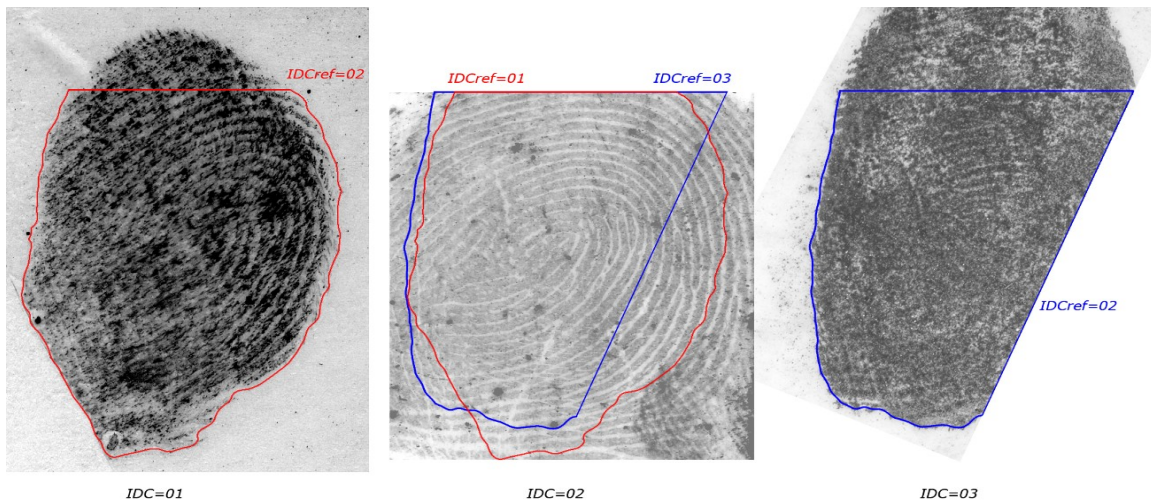 IDCref=02
IDCref=01
IDCref=03
IDCref=02
IDC=01
IDC=02
IDC=03